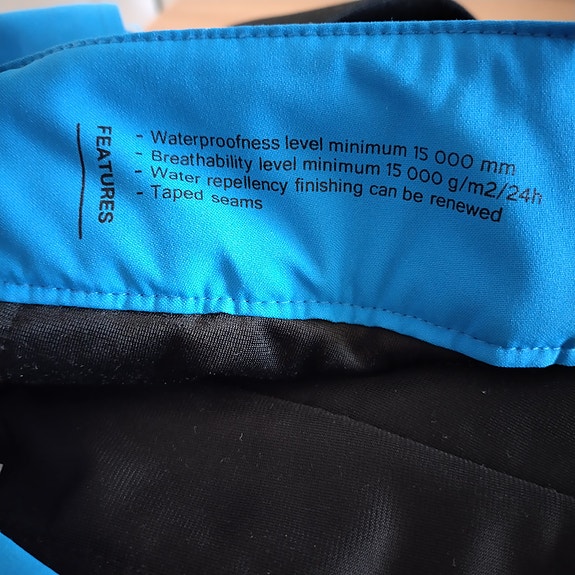 FEATURES
- Waterproofness level minimum 15 000 mm
- Breathability level minimum 15 000 g/m2/24h
- Water repellency finishing can be renewed
- Taped seams